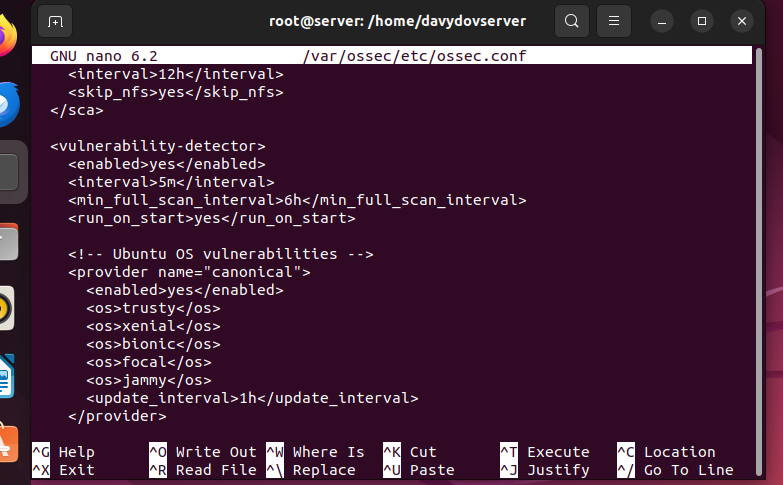 root@server: /home/davydovserver
GNU nano 6.2 /var/ossec/etc/ossec.conf
<interval>12h</interval>
<skip_nfs>yes</skip_nfs>
</sca>
<vulnerability-detector>
<enabled>yes</enabled>
<interval>5m</interval>
<min_full_scan_interval>6h</min_full_scan_interval>
<run_on_start>yes</run_on_start>
<!-- Ubuntu OS vulnerabilities -->
<provider name="canonical">
<enabled>yes</enabled>
<os>trusty</os>
<os>xenial</os>
<os>bionic</os>
<os>focal</os>
<os>jammy</os>
<update_interval>1h</update_interval>
</provider>
^G Help ^O Write Out ^W Where Is ^K Cut ^T Execute ^C Location
^X Exit ^R Read File ^\ Replace ^U Paste ^J Justify ^/ Go To Line